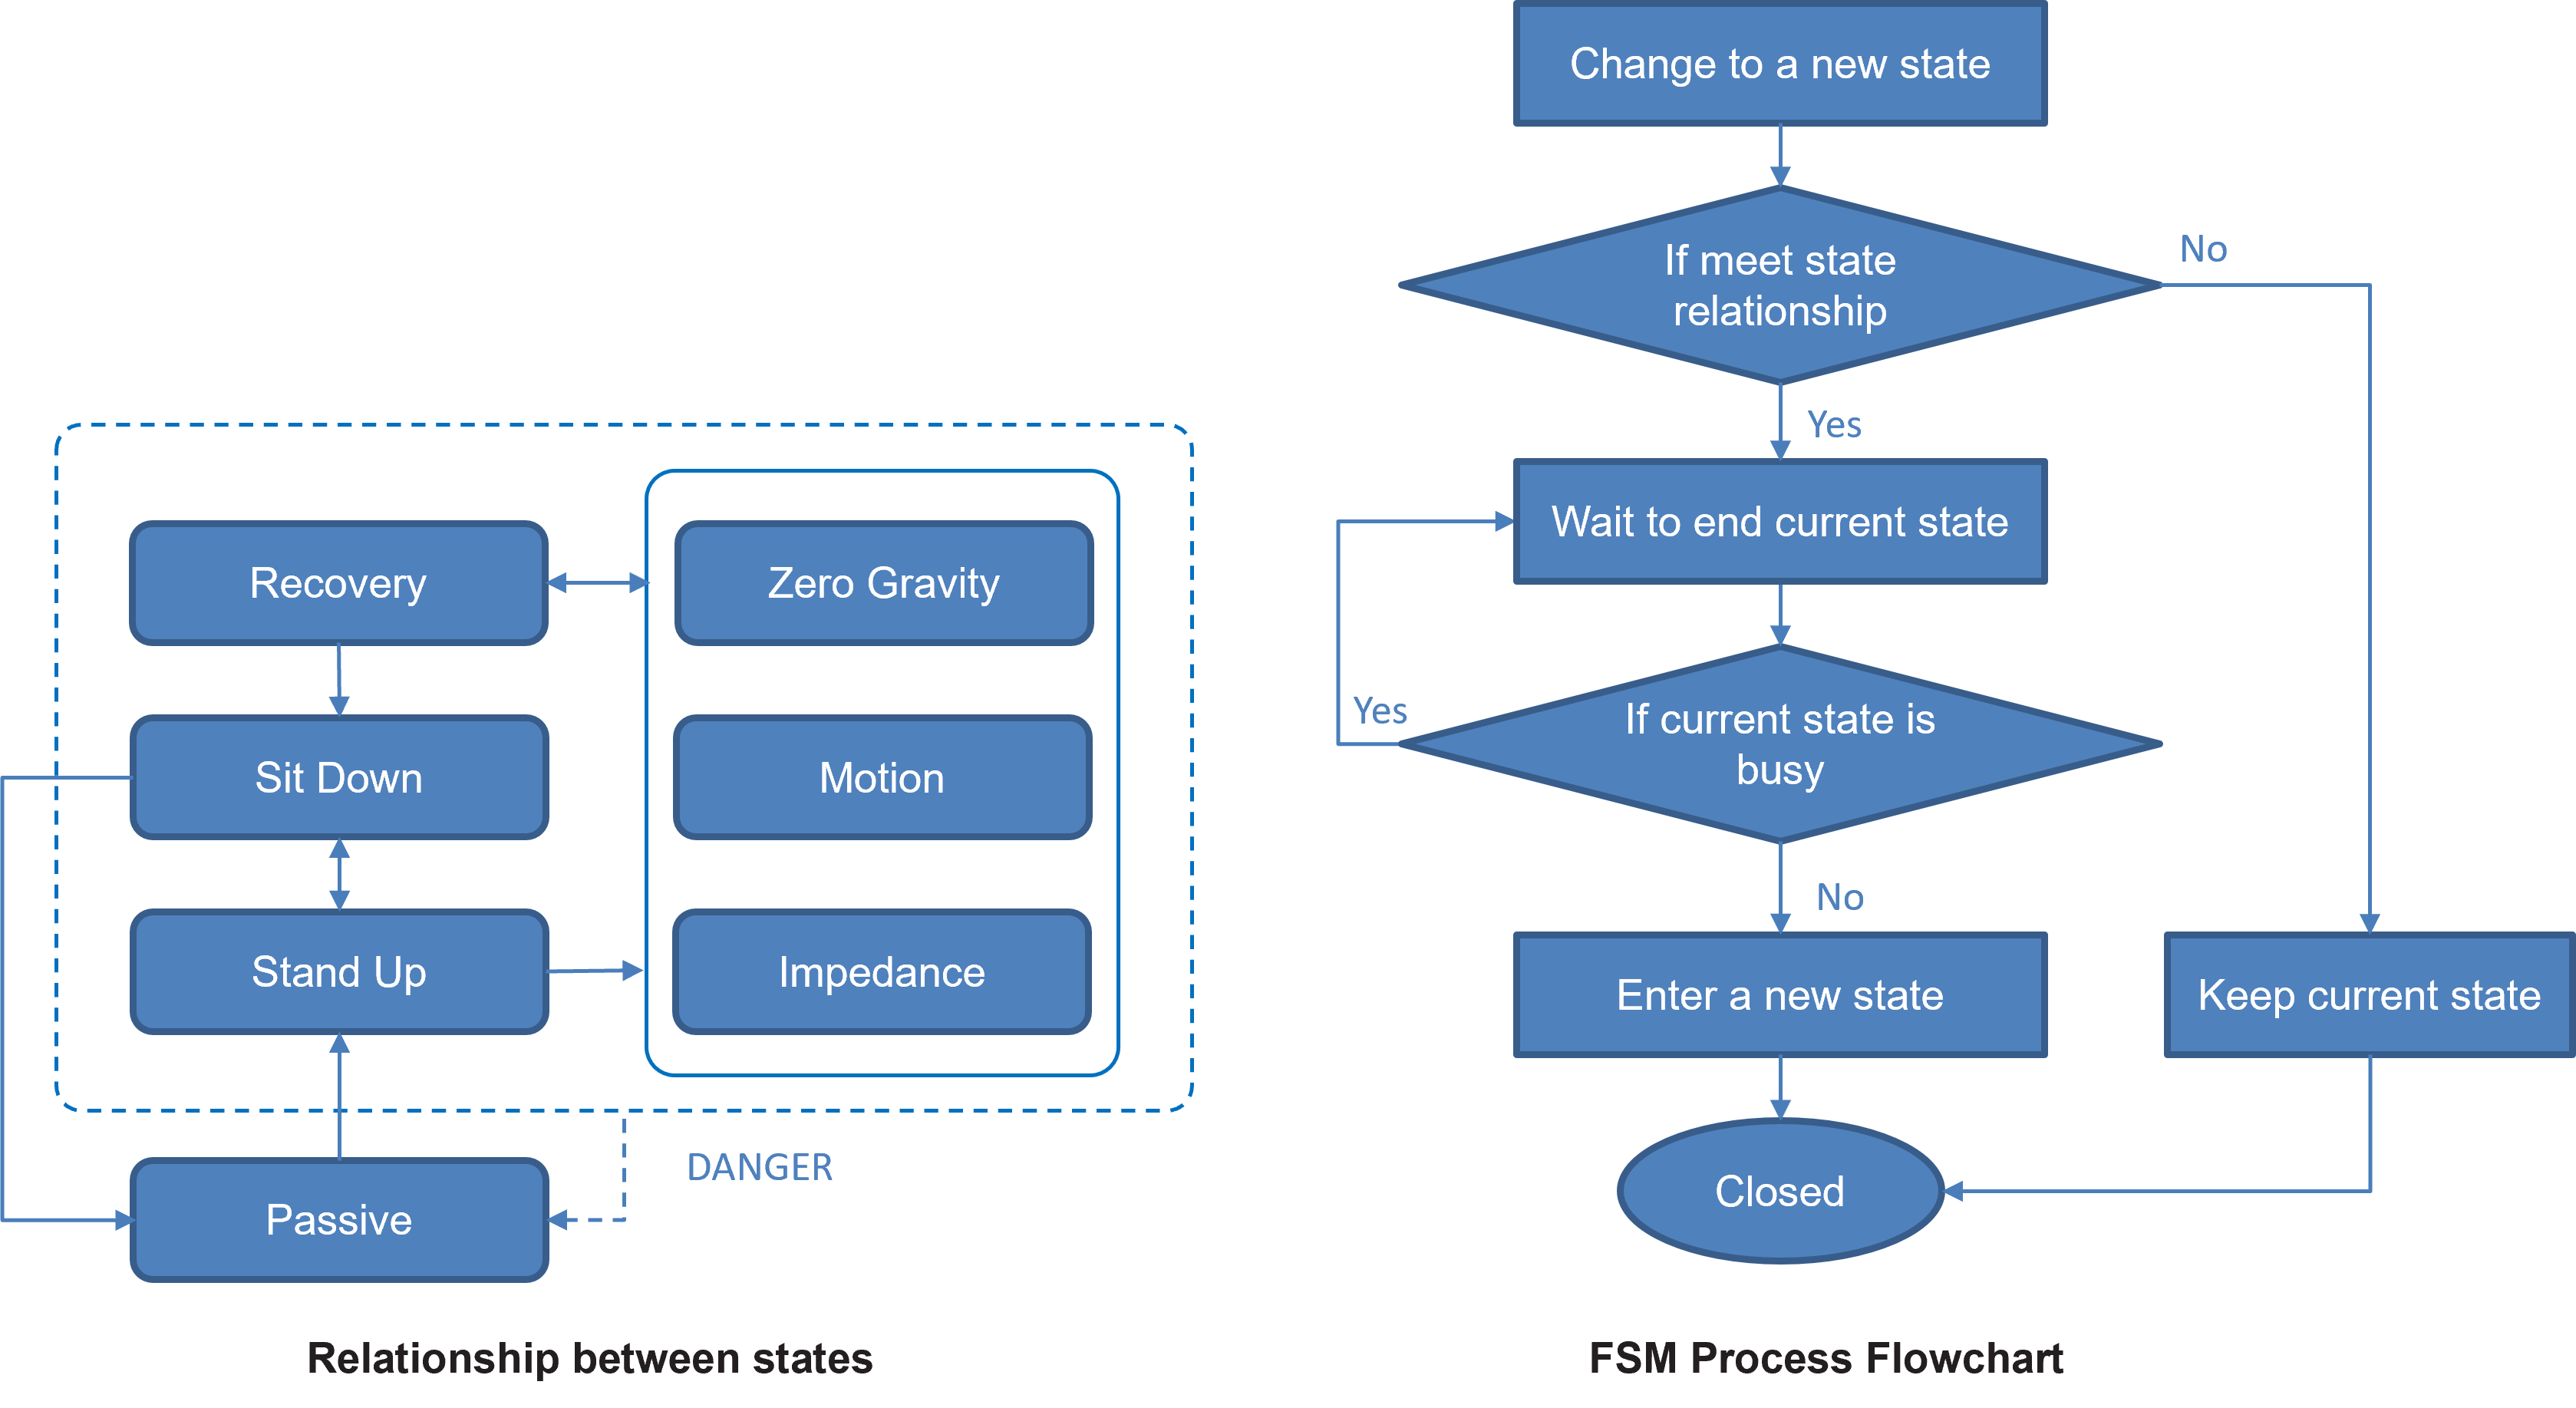 Recovery
Zero Gravity
Sit Down
Motion
Stand Up
Impedance
DANGER
Passive
Relationship between states
Change to a new state
If meet state
relationship
No
Yes
Wait to end current state
If current state is
busy
Yes
No
Enter a new state
Keep current state
Closed
FSM Process Flowchart